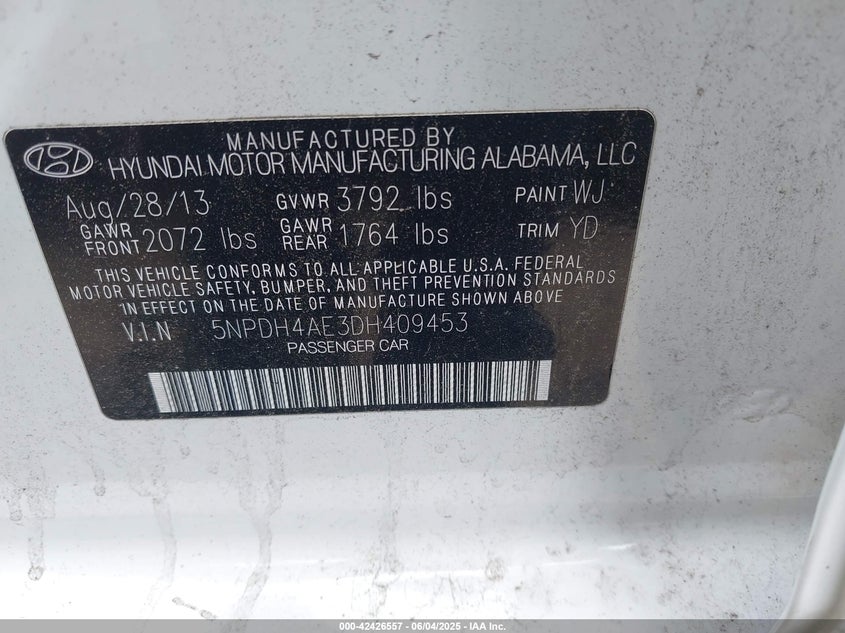 MANUFACTURED BY
HYUNDAI MOTOR MANUFACTURING ALABAMA, LLC
Aug/28/13 GVWR 3792 lbs PAINT WJ
GAWR FRONT 2072 lbs GAWR REAR 1764 lbs TRIM YD
THIS VEHICLE CONFORMS TO ALL APPLICABLE U.S.A. FEDERAL
MOTOR VEHICLE SAFETY, BUMPER, AND THEFT PREVENTION STANDARDS
IN EFFECT ON THE DATE OF MANUFACTURE SHOWN ABOVE
V.I.N 5NPDH4AE3DH409453
PASSENGER CAR
000-42426557 | 06/04/2025 - IAA Inc.